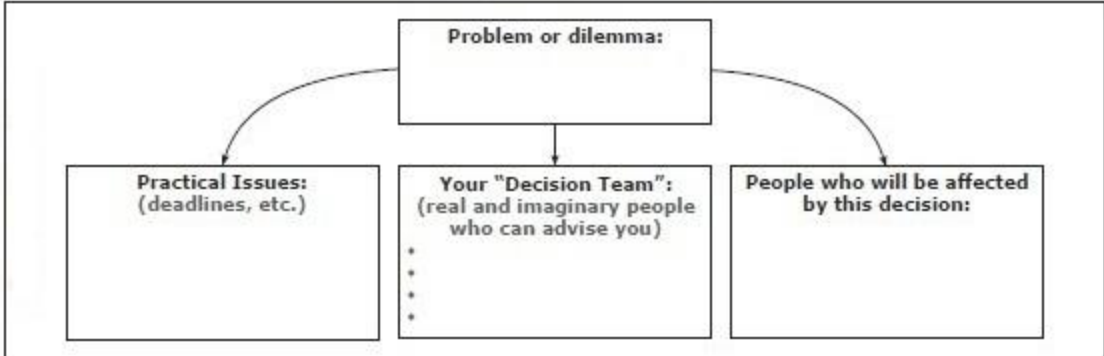 Problem or dilemma:
Practical Issues:
(deadlines, etc.)
Your “Decision Team”:
(real and imaginary people
who can advise you)
•
•
•
•
People who will be affected
by this decision: